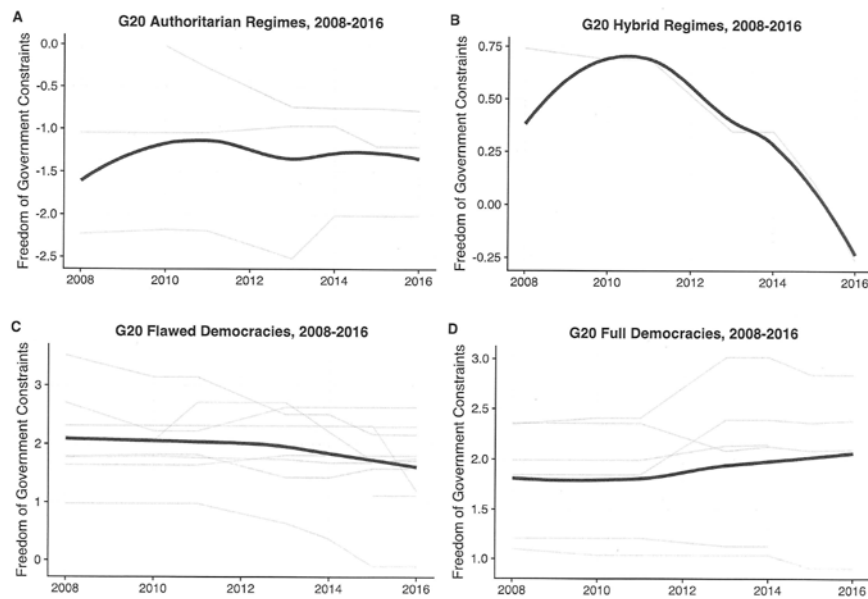 A
G20 Authoritarian Regimes, 2008-2016
Freedom of Government Constraints
0.0
-0.5
-1.0
-1.5
-2.0
-2.5
2008 2010 2012 2014 2016
B
G20 Hybrid Regimes, 2008-2016
Freedom of Government Constraints
0.75
0.50
0.25
0.00
-0.25
2008 2010 2012 2014 2016
C
G20 Flawed Democracies, 2008-2016
Freedom of Government Constraints
3
2
1
0
2008 2010 2012 2014 2016
D
G20 Full Democracies, 2008-2016
Freedom of Government Constraints
3.0
2.5
2.0
1.5
1.0
2008 2010 2012 2014 2016